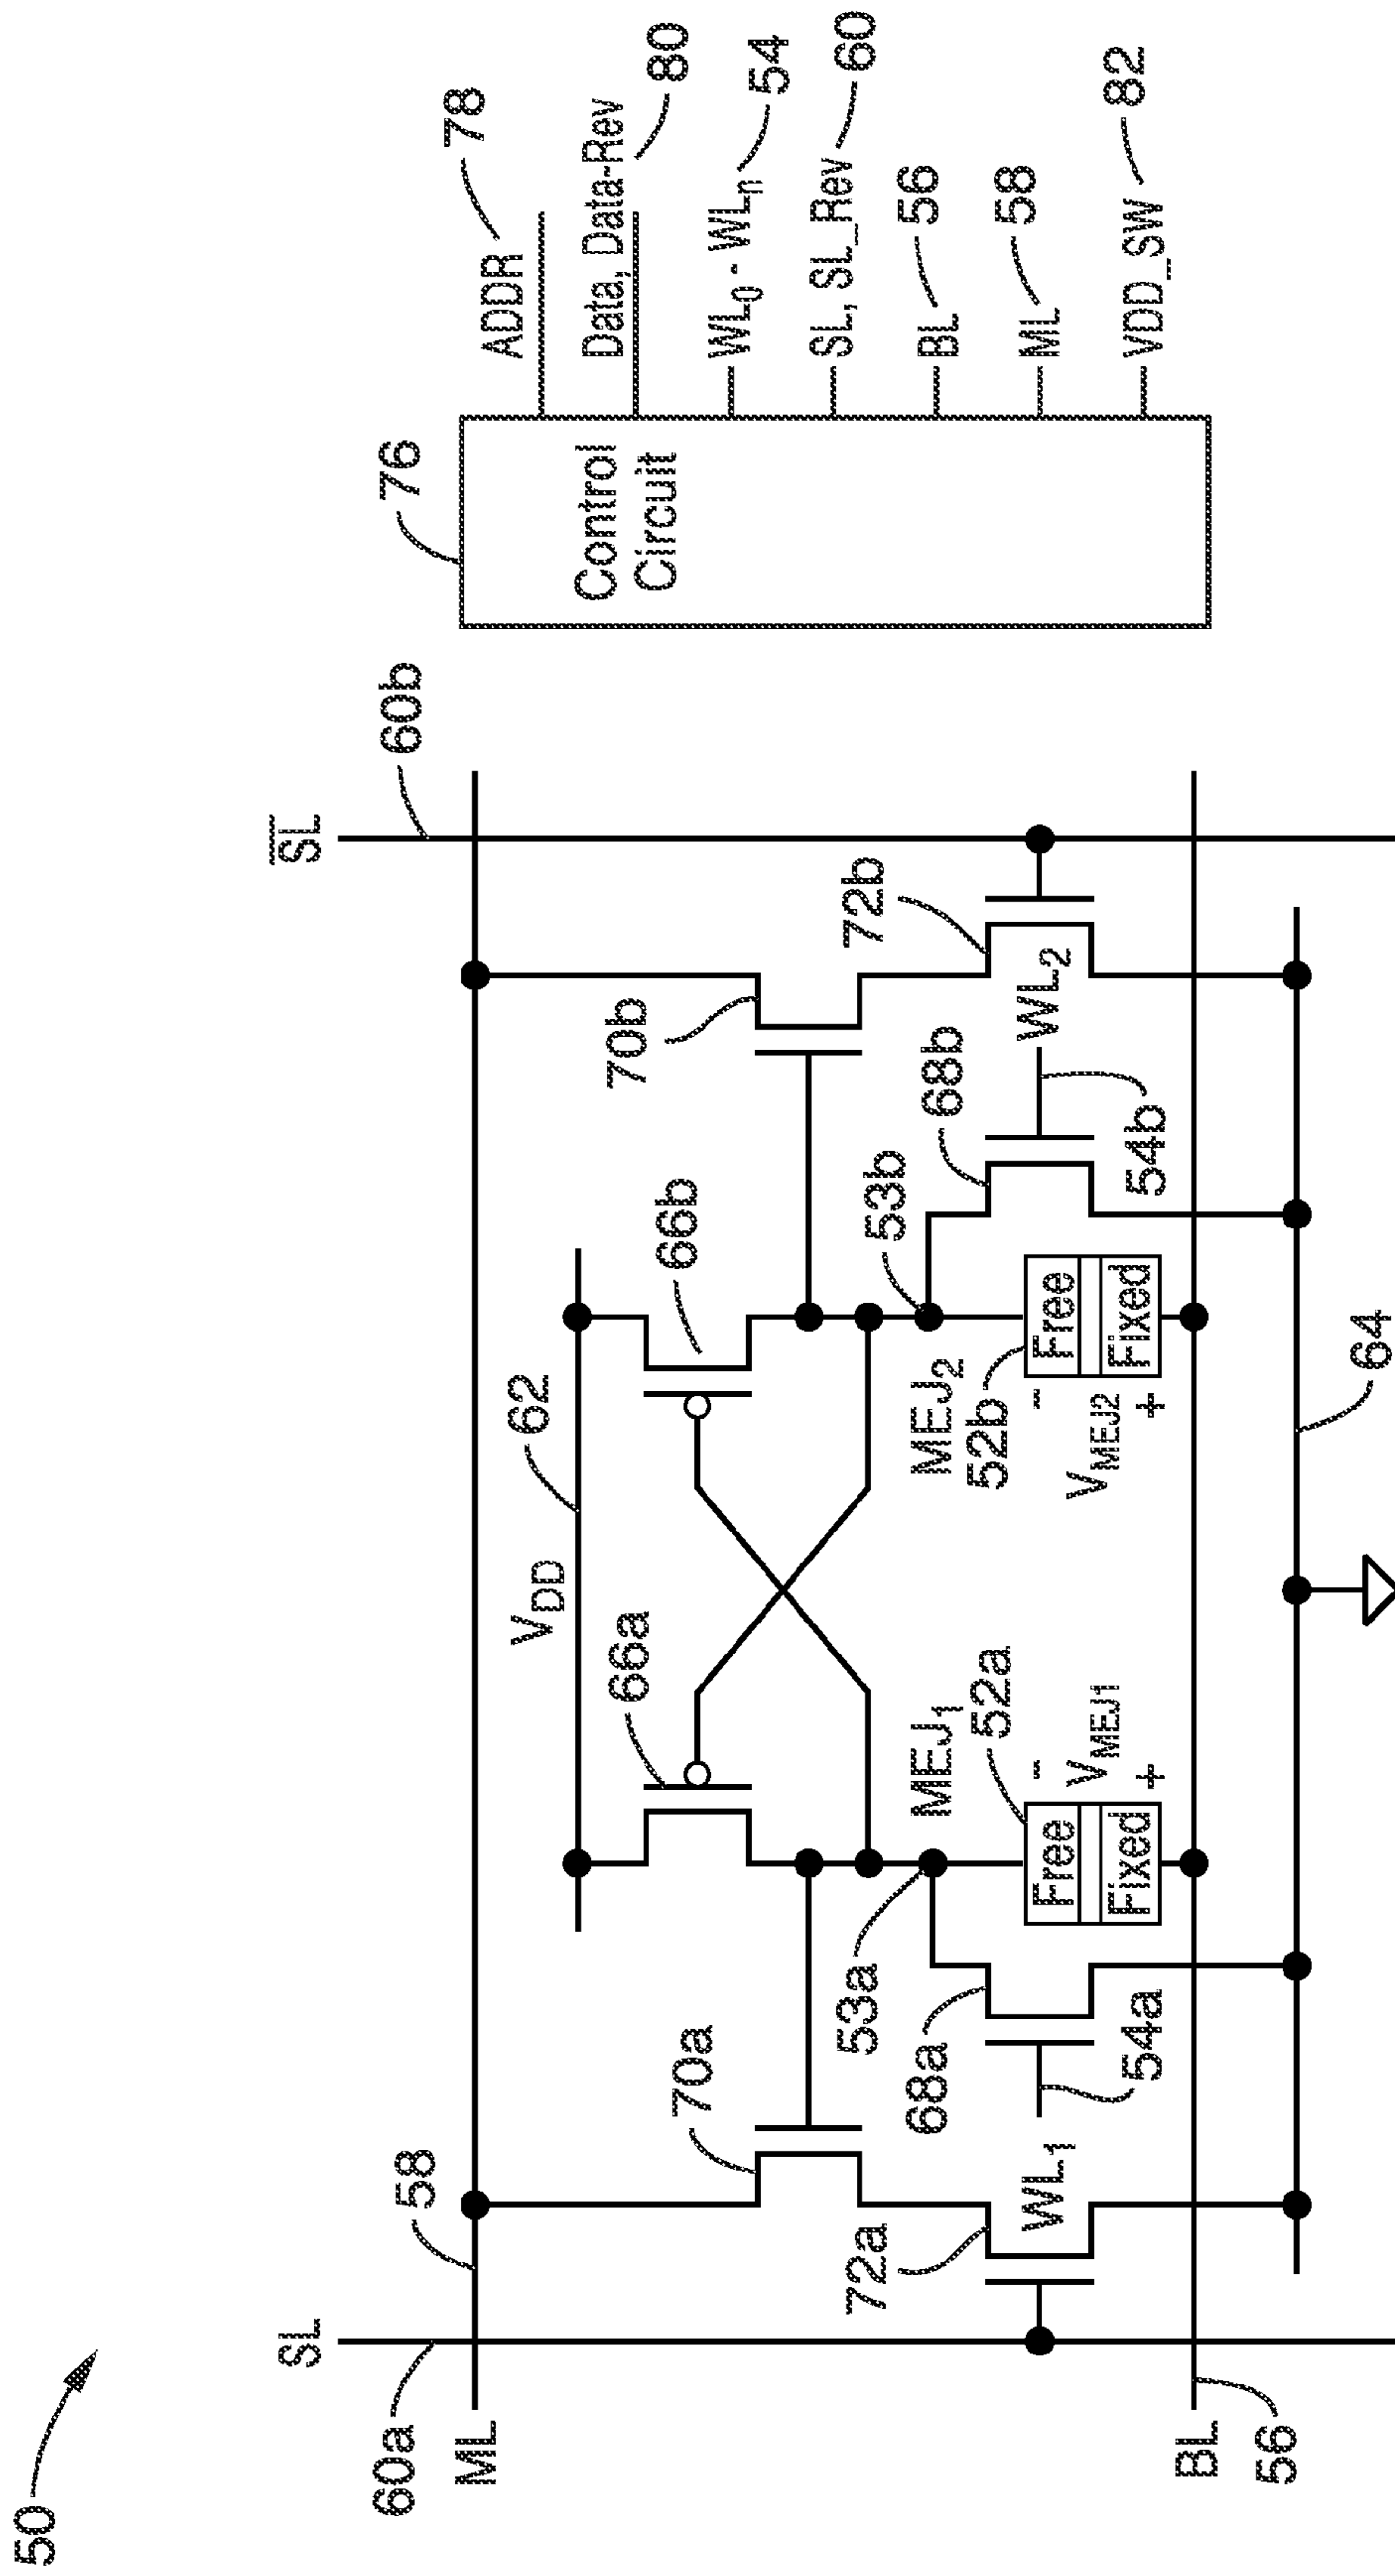 50
SL
60a
58
ML
SL
60b
VDD
62
66a
66b
70a
70b
53a
53b
72a
72b
68a
68b
WL1
WL2
54a
54b
MEJ1
52a
MEJ2
52b
Free
Fixed
-
VMEJ1
+
Free
Fixed
-
VMEJ2
+
BL
56
64
76
Control
Circuit
ADDR
78
Data, Data-Rev
80
WL0 - WLn
54
SL, SL_Rev
60
BL
56
ML
58
VDD_SW
82